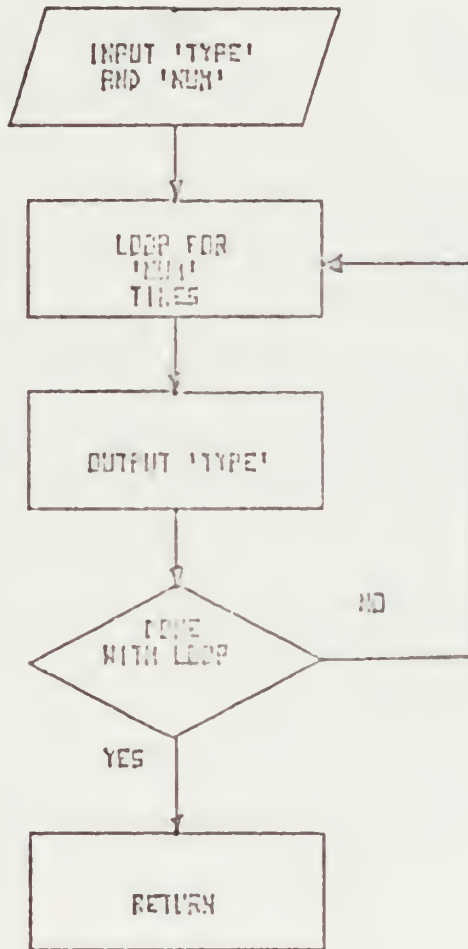 INPUT 'TYPE'
AND 'NUM'
LOOP FOR
'NUM'
TIMES
OUTPUT 'TYPE'
DONE
WITH LOOP
NO
YES
RETURN